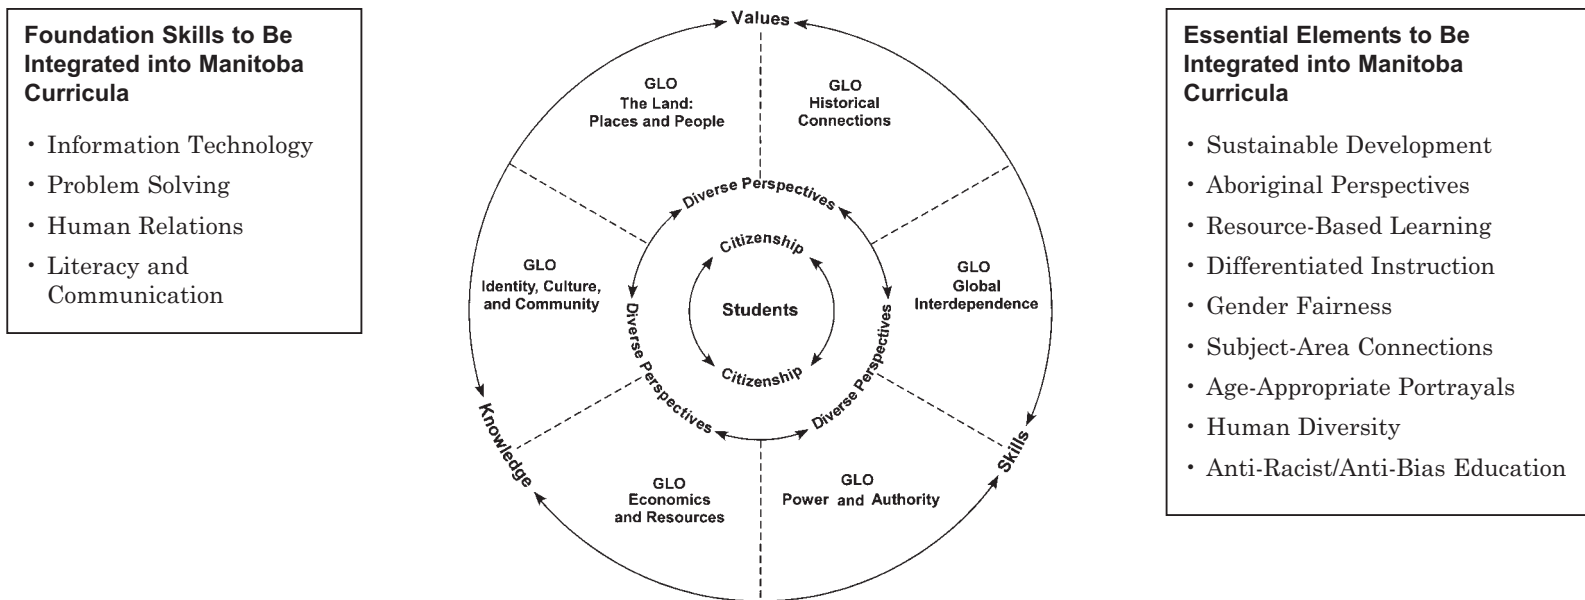 Foundation Skills to Be
Integrated into Manitoba
Curricula
• Information Technology
• Problem Solving
• Human Relations
• Literacy and
Communication
Values
GLO
The Land:
Places and People
GLO
Historical
Connections
Diverse Perspectives
Citizenship
GLO
Identity, Culture,
and Community
Students
GLO
Global
Interdependence
Diverse Perspectives
Diverse Perspectives
Citizenship
Knowledge
Skills
GLO
Economics
and Resources
GLO
Power and Authority
Essential Elements to Be
Integrated into Manitoba
Curricula
• Sustainable Development
• Aboriginal Perspectives
• Resource-Based Learning
• Differentiated Instruction
• Gender Fairness
• Subject-Area Connections
• Age-Appropriate Portrayals
• Human Diversity
• Anti-Racist/Anti-Bias Education